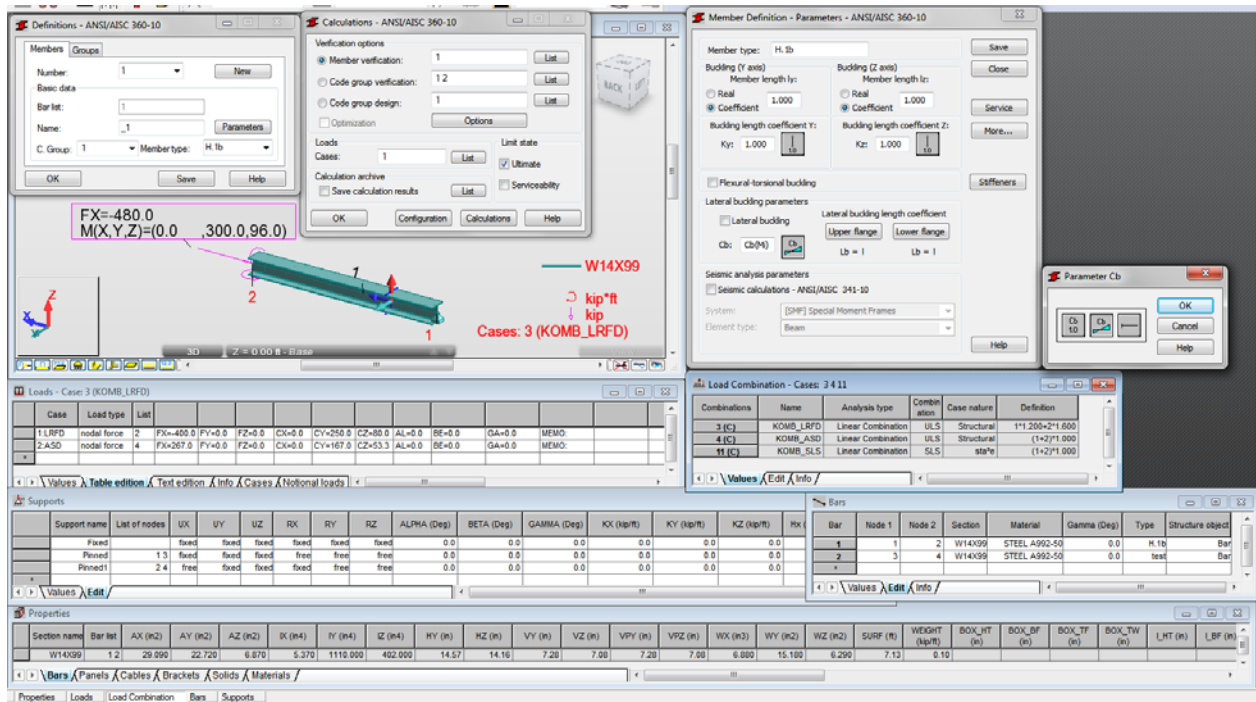 Definitions - ANSI/AISC 360-10
Members Groups
Number: 1 New
Basic data
Bar list: 1
Name: _1 Parameters
C. Group: 1 Member type: H.1b
OK Save Help
Calculations - ANSI/AISC 360-10
Verification options
Member verification: 1 List
Code group verification: 1 2 List
Code group design: 1 List
Optimization Options
Loads Limit state
Cases: 1 List Ultimate
Calculation archive
Save calculation results List Serviceability
OK Configuration Calculations Help
BACK
FX=-480.0
M(X,Y,Z)=(0.0 ,300.0,96.0)
1
2
1
Z
X
W14X99
kip*ft
kip
Cases: 3 (KOMB_LRFD)
3D Z = 0.00 ft - Base
Member Definition - Parameters - ANSI/AISC 360-10
Member type: H.1b Save
Buckling (Y axis) Buckling (Z axis) Close
Member length ly: Member length lz:
Real Real
Coefficient 1.000 Coefficient 1.000 Service
Buckling length coefficient Y: Buckling length coefficient Z: More...
Ky: 1.000 1.0 Kz: 1.000 1.0
Flexural-torsional buckling Stiffeners
Lateral buckling parameters
Lateral buckling Lateral buckling length coefficient
Upper flange Lower flange
Cb: Cb(Mi) Cb Lb = l Lb = l
Seismic analysis parameters
Seismic calculations - ANSI/AISC 341-10
System: [SMF] Special Moment Frames
Element type: Beam
Help
Parameter Cb
Cb 1.0 Cb OK
Cancel
Help
Loads - Case: 3 (KOMB_LRFD)
Case Load type List
1:LRFD nodal force 2 FX=-400.0 FY=0.0 FZ=0.0 CX=0.0 CY=250.0 CZ=80.0 AL=0.0 BE=0.0 GA=0.0 MEMO:
2:ASD nodal force 4 FX=267.0 FY=0.0 FZ=0.0 CX=0.0 CY=167.0 CZ=53.3 AL=0.0 BE=0.0 GA=0.0 MEMO:
*
Values Table edition Text edition Info Cases Notional loads
Load Combination - Cases: 3 4 11
Combinations Name Analysis type Combination Case nature Definition
3 (C) KOMB_LRFD Linear Combination ULS Structural 1*1.200+2*1.600
4 (C) KOMB_ASD Linear Combination ULS Structural (1+2)*1.000
11 (C) KOMB_SLS Linear Combination SLS sta*e (1+2)*1.000
Values Edit Info
Supports
Support name List of nodes UX UY UZ RX RY RZ ALPHA (Deg) BETA (Deg) GAMMA (Deg) KX (kip/ft) KY (kip/ft) KZ (kip/ft) Hx (
Fixed fixed fixed fixed fixed fixed fixed 0.0 0.0 0.0 0.0 0.0 0.0
Pinned 1 3 fixed fixed fixed free free free 0.0 0.0 0.0 0.0 0.0 0.0
Pinned1 2 4 free fixed fixed fixed free free 0.0 0.0 0.0 0.0 0.0 0.0
*
Values Edit
Bars
Bar Node 1 Node 2 Section Material Gamma (Deg) Type Structure object
1 1 2 W14X99 STEEL A992-50 0.0 H.1b Bar
2 3 4 W14X99 STEEL A992-50 0.0 test Bar
*
Values Edit Info
Properties
Section name Bar list AX (in2) AY (in2) AZ (in2) IX (in4) IY (in4) IZ (in4) HY (in) HZ (in) VY (in) VZ (in) VPY (in) VPZ (in) WX (in3) WY (in2) WZ (in2) SURF (ft) WEIGHT (kip/ft) BOX_HT (in) BOX_BF (in) BOX_TF (in) BOX_TW (in) I_HT (in) I_BF (in)
W14X99 1 2 29.090 22.720 6.870 5.370 1110.000 402.000 14.57 14.16 7.28 7.08 7.28 7.08 6.880 15.180 6.290 7.13 0.10
Bars Panels Cables Brackets Solids Materials
Properties Loads Load Combination Bars Supports